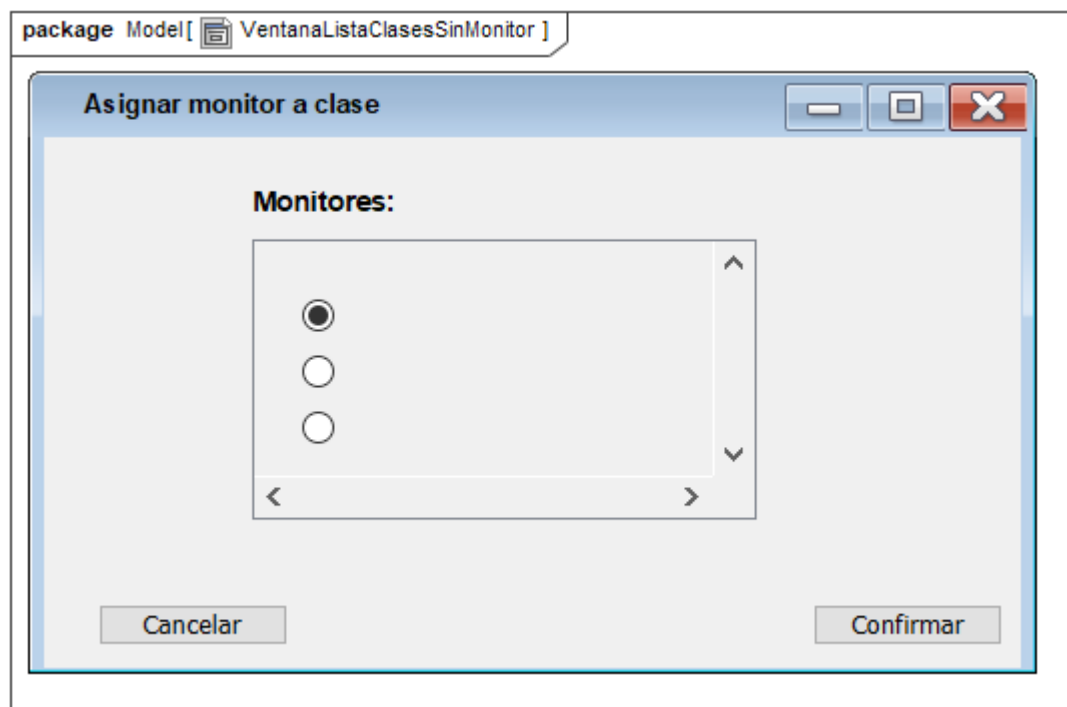 package Model[ VentanaListaClasesSinMonitor ]
Asignar monitor a clase
Monitores:
Cancelar
Confirmar